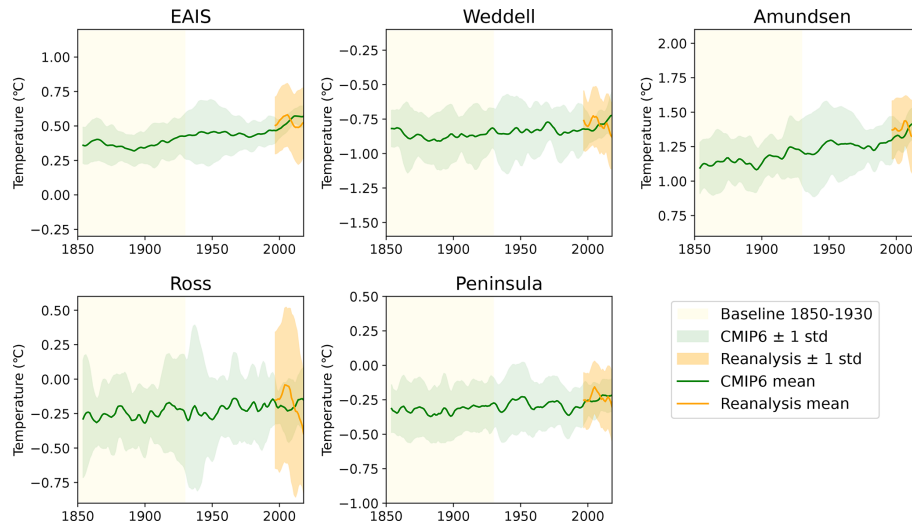 EAIS
Weddell
Amundsen
Temperature (°C)
1.00
0.75
0.50
0.25
0.00
−0.25
1850 1900 1950 2000
Temperature (°C)
−0.25
−0.50
−0.75
−1.00
−1.25
−1.50
1850 1900 1950 2000
Temperature (°C)
2.00
1.75
1.50
1.25
1.00
0.75
1850 1900 1950 2000
Ross
Peninsula
Temperature (°C)
0.50
0.25
0.00
−0.25
−0.50
−0.75
1850 1900 1950 2000
Temperature (°C)
0.50
0.25
0.00
−0.25
−0.50
−0.75
−1.00
1850 1900 1950 2000
Baseline 1850-1930
CMIP6 ± 1 std
Reanalysis ± 1 std
CMIP6 mean
Reanalysis mean